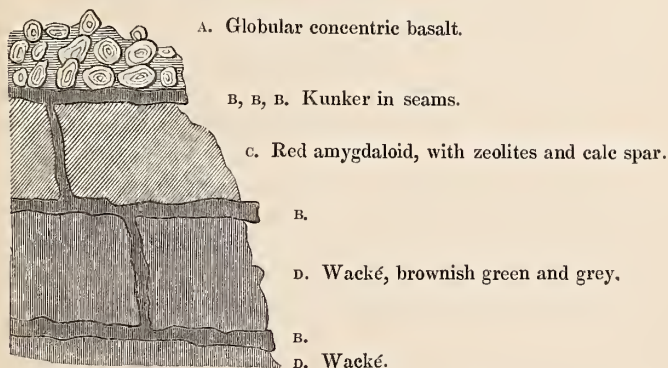 A. Globular concentric basalt.
B, B, B. Kunker in seams.
C. Red amygdaloid, with zeolites and calc spar.
B.
D. Wacké, brownish green and grey.
B.
D. Wacké.